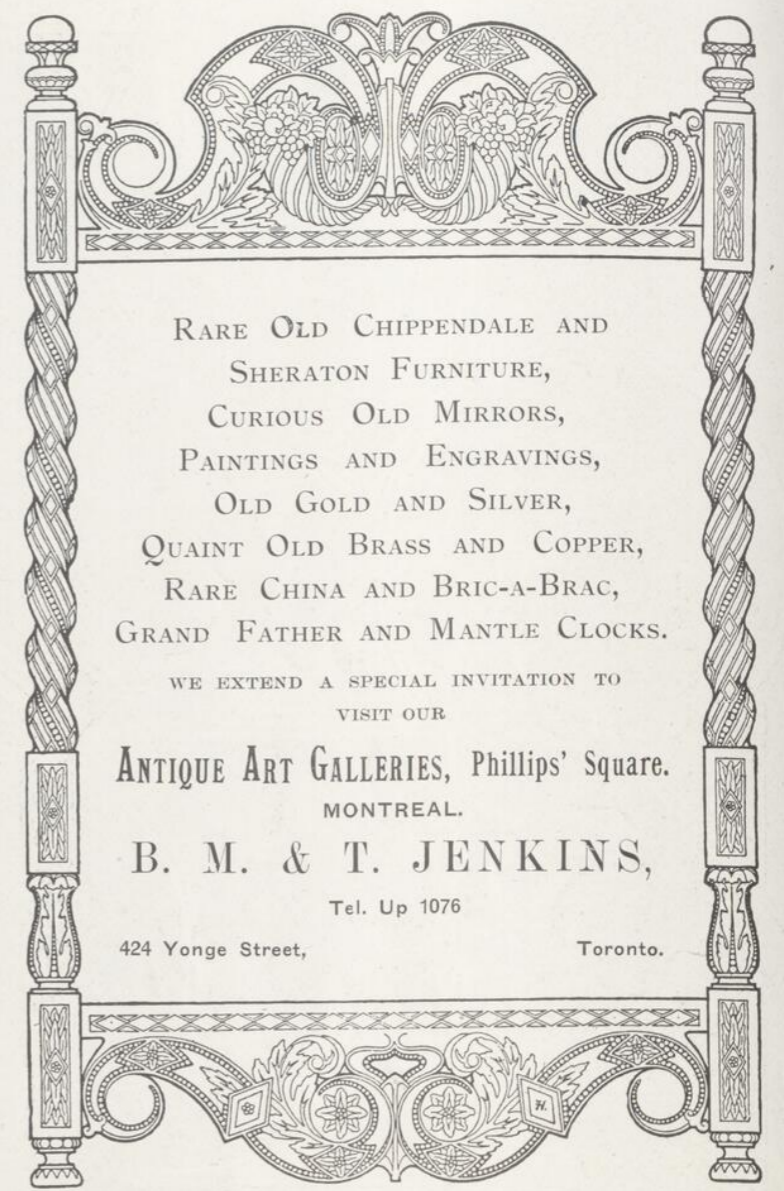 RARE OLD CHIPPENDALE AND
SHERATON FURNITURE,
CURIOUS OLD MIRRORS,
PAINTINGS AND ENGRAVINGS,
OLD GOLD AND SILVER,
QUAINT OLD BRASS AND COPPER,
RARE CHINA AND BRIC-A-BRAC,
GRAND FATHER AND MANTLE CLOCKS.
WE EXTEND A SPECIAL INVITATION TO
VISIT OUR
ANTIQUE ART GALLERIES, Phillips' Square.
MONTREAL.
B. M. & T. JENKINS,
Tel. Up 1076
424 Yonge Street, Toronto.